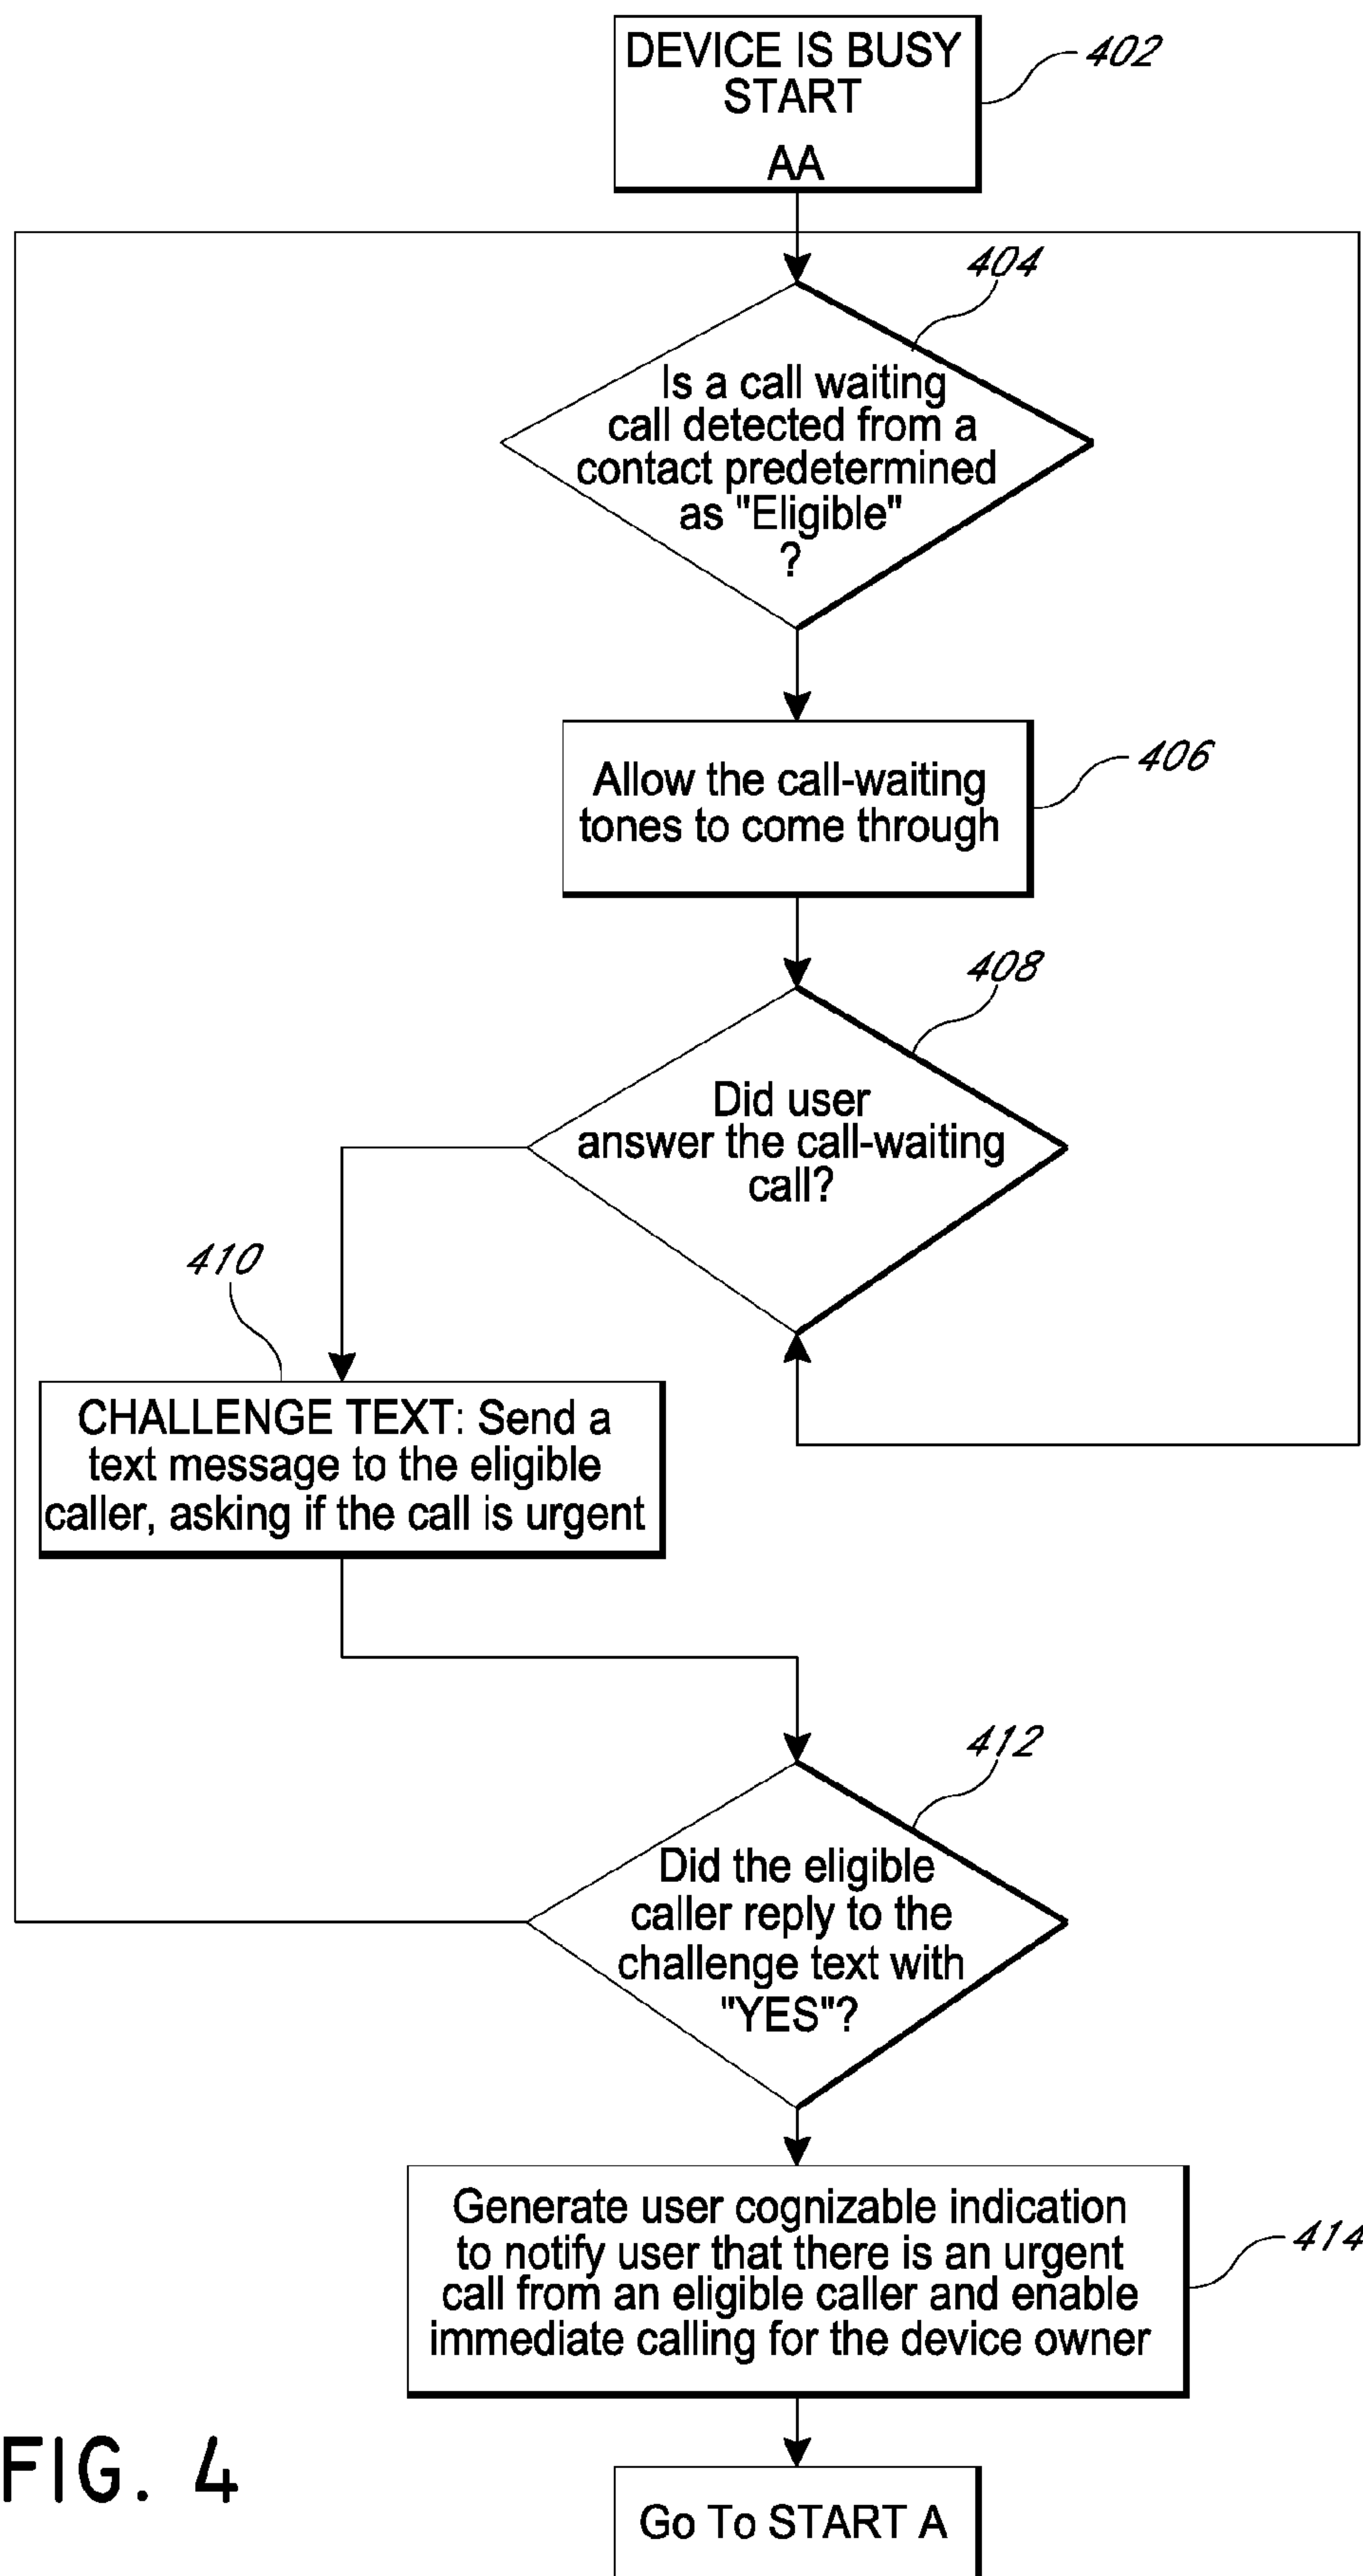 DEVICE IS BUSY
START
AA
402
404
Is a call waiting
call detected from a
contact predetermined
as "Eligible"
?
Allow the call-waiting
tones to come through
406
408
Did user
answer the call-waiting
call?
410
CHALLENGE TEXT: Send a
text message to the eligible
caller, asking if the call is urgent
412
Did the eligible
caller reply to the
challenge text with
"YES"?
Generate user cognizable indication
to notify user that there is an urgent
call from an eligible caller and enable
immediate calling for the device owner
414
Go To START A
FIG. 4